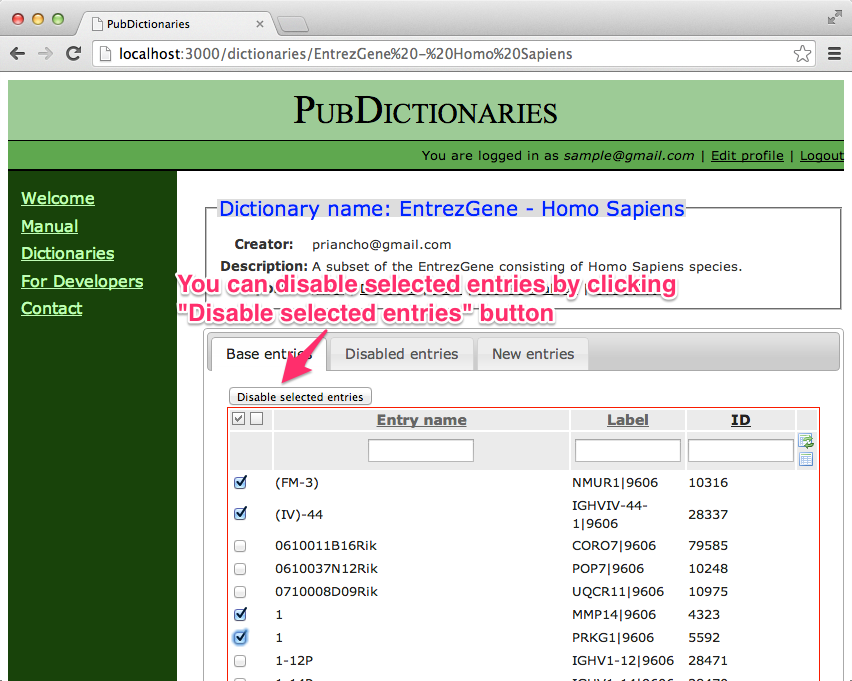 PubDictionaries
localhost:3000/dictionaries/EntrezGene%20-%20Homo%20Sapiens
PUBDICTIONARIES
You are logged in as sample@gmail.com | Edit profile | Logout
Welcome
Manual
Dictionaries
For Developers
Contact
Dictionary name: EntrezGene - Homo Sapiens
Creator: priancho@gmail.com
Description: A subset of the EntrezGene consisting of Homo Sapiens species.
You can disable selected entries by clicking
"Disable selected entries" button
Base entries Disabled entries New entries
Disable selected entries
Entry name Label ID
(FM-3) NMUR1|9606 10316
(IV)-44 IGHVIV-44-
1|9606 28337
0610011B16Rik CORO7|9606 79585
0610037N12Rik POP7|9606 10248
0710008D09Rik UQCR11|9606 10975
1 MMP14|9606 4323
1 PRKG1|9606 5592
1-12P IGHV1-12|9606 28471